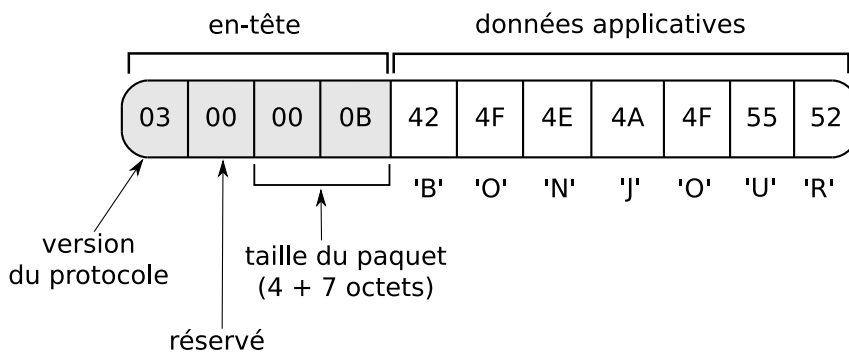 en-tête données applicatives
03 00 00 0B 42 4F 4E 4A 4F 55 52
'B' 'O' 'N' 'J' 'O' 'U' 'R'
version
du protocole
taille du paquet
(4 + 7 octets)
réservé